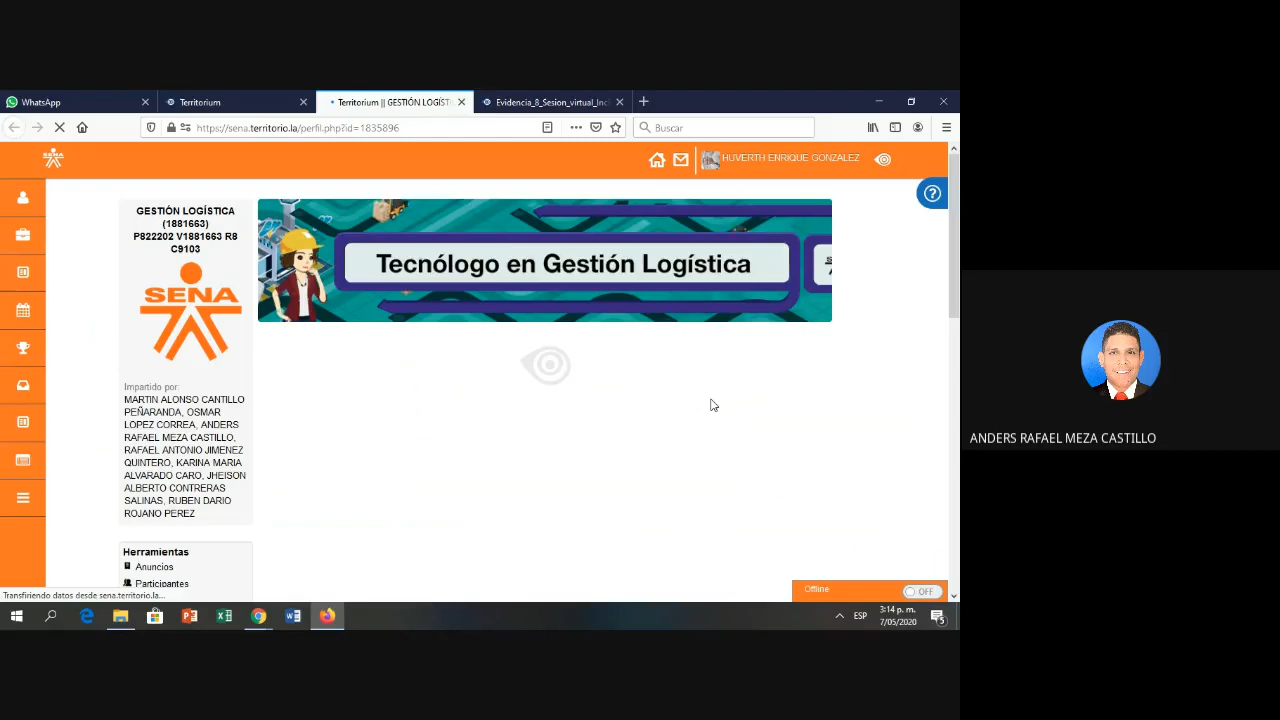 WhatsApp
Territorium
Territorium || GESTIÓN LOGÍSTI
Evidencia_8_Sesion_virtual_Incl
https://sena.territorio.la/perfil.php?id=1835896
Buscar
SENA
HUVERTH ENRIQUE GONZALEZ
GESTIÓN LOGÍSTICA
(1881663)
P822202 V1881663 R8
C9103
SENA
Impartido por:
MARTIN ALONSO CANTILLO
PEÑARANDA, OSMAR
LOPEZ CORREA, ANDERS
RAFAEL MEZA CASTILLO,
RAFAEL ANTONIO JIMENEZ
QUINTERO, KARINA MARIA
ALVARADO CARO, JHEISON
ALBERTO CONTRERAS
SALINAS, RUBEN DARIO
ROJANO PEREZ
Tecnólogo en Gestión Logística
Herramientas
Anuncios
Participantes
Transfiriendo datos desde sena.territorio.la...
Offline
OFF
ESP
3:14 p. m.
7/05/2020
5
ANDERS RAFAEL MEZA CASTILLO